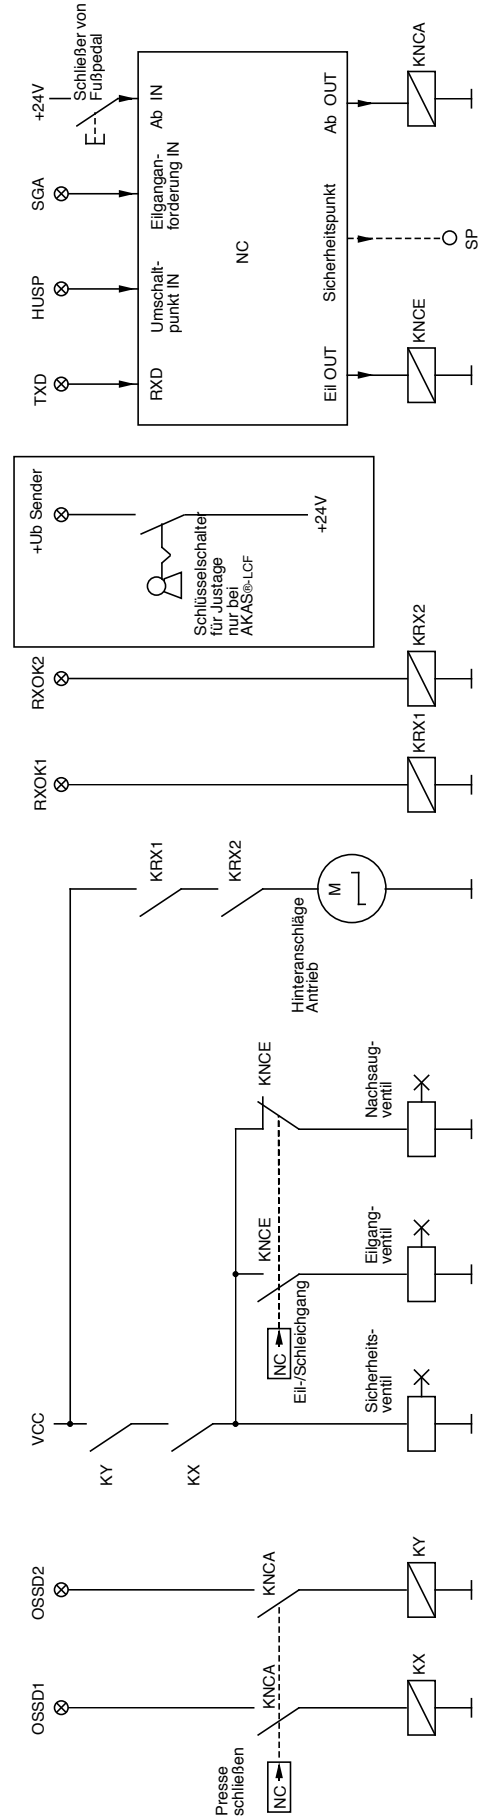 OSSD1
OSSD2
VCC
RXOK1
RXOK2
+Ub Sender
TXD
HUSP
SGA
+24V
Schließer von
Fußpedal
KY
KX
KRX1
KRX2
Schlüsselschalter
für Justage
nur bei
AKAS®-LCF
+24V
RXD
Umschalt-
punkt IN
Eilgangan-
forderung IN
Ab IN
NC
Eil OUT
Sicherheitspunkt
Ab OUT
Presse
schließen
NC
KNCA
KNCA
NC
Eil-/Schleichgang
KNCE
KNCE
Hinteranschläge
Antrieb
M
Sicherheits-
ventil
Eilgang-
ventil
Nachsaug-
ventil
KX
KY
KRX1
KRX2
KNCE
SP
KNCA